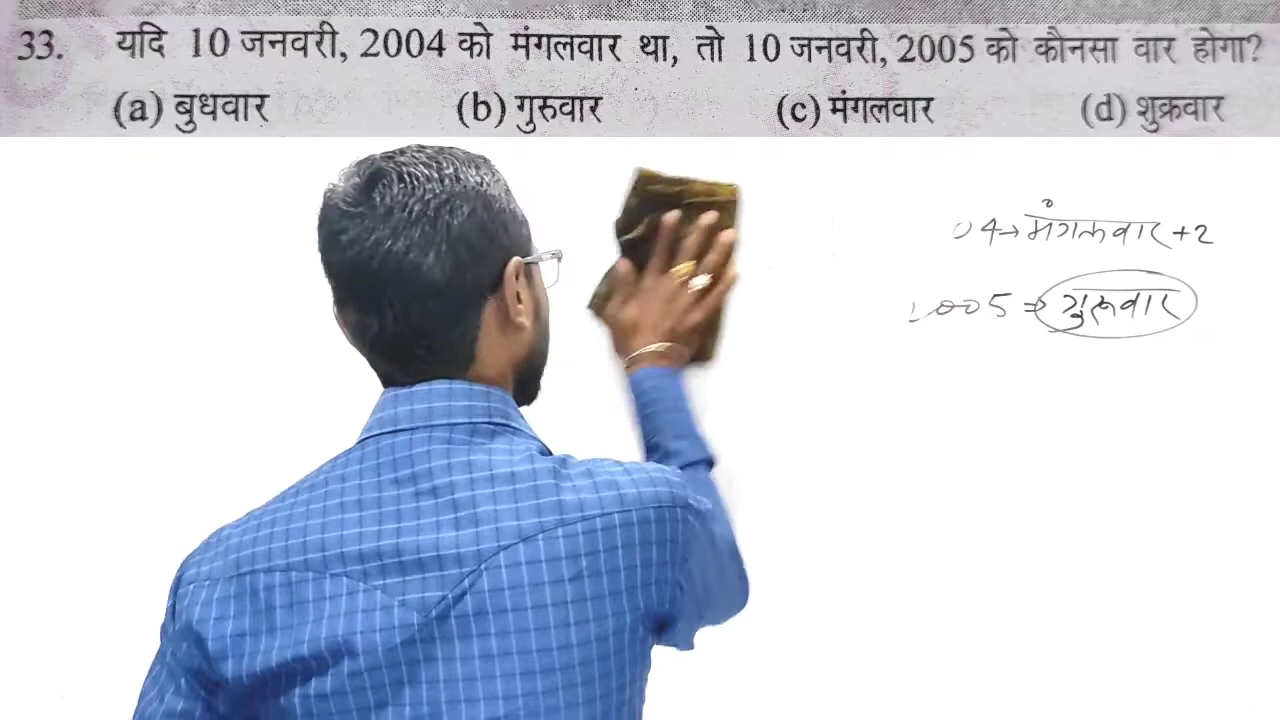 33. यदि 10 जनवरी, 2004 को मंगलवार था, तो 10 जनवरी, 2005 को कौनसा वार होगा?
(a) बुधवार (b) गुरुवार (c) मंगलवार (d) शुक्रवार
04→ मंगलवार +2
2005 ⇒ गुरूवार